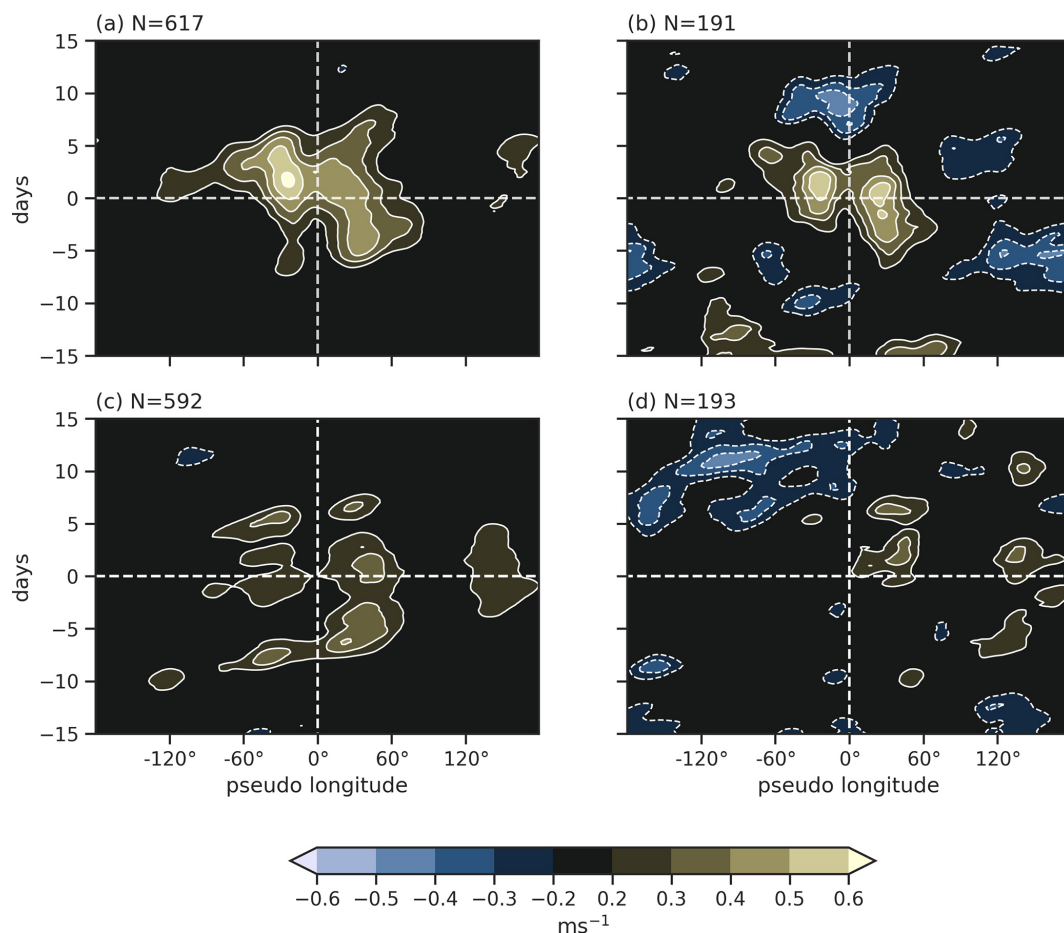 (a) N=617
(b) N=191
15
10
5
0
−5
−10
−15
days
(c) N=592
(d) N=193
15
10
5
0
−5
−10
−15
days
-120° -60° 0° 60° 120°
-120° -60° 0° 60° 120°
pseudo longitude
pseudo longitude
−0.6 −0.5 −0.4 −0.3 −0.2 0.2 0.3 0.4 0.5 0.6
ms⁻¹